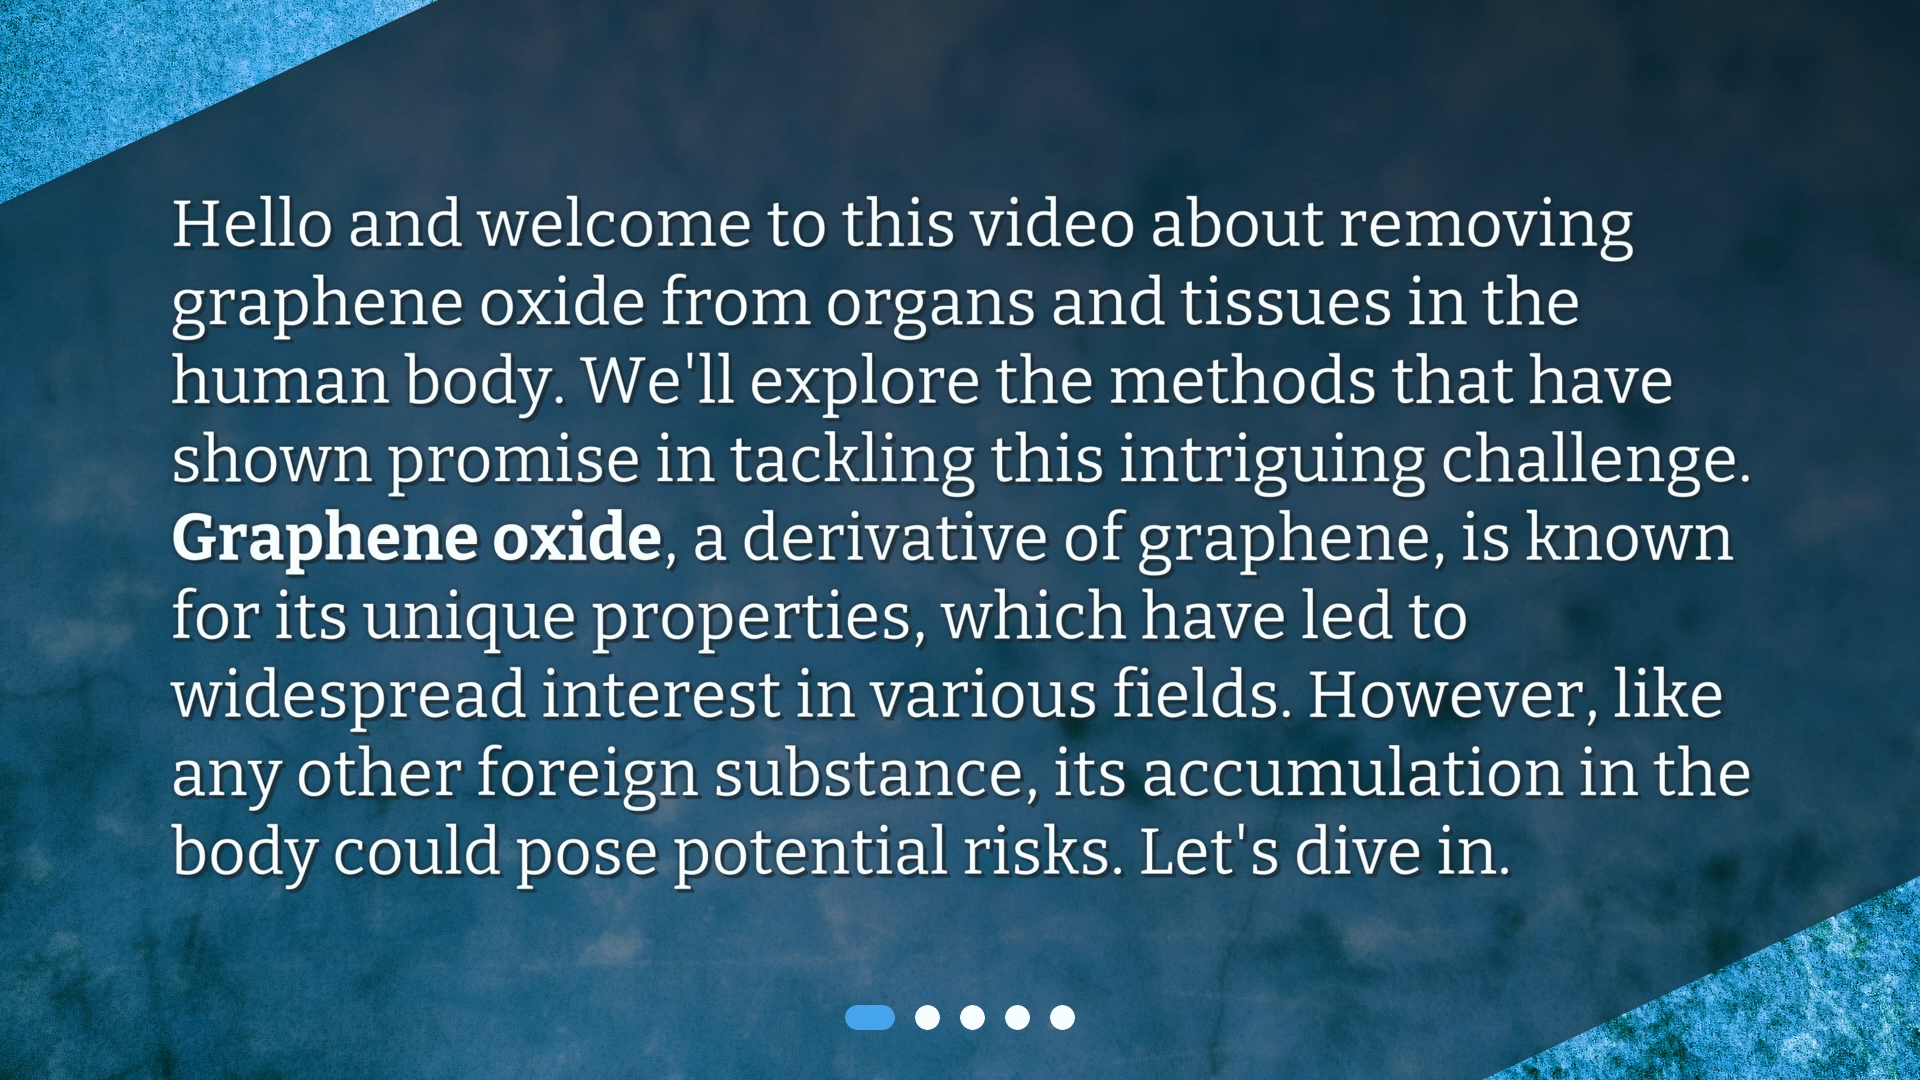 Hello and welcome to this video about removing
graphene oxide from organs and tissues in the
human body. We'll explore the methods that have
shown promise in tackling this intriguing challenge.
Graphene oxide, a derivative of graphene, is known
for its unique properties, which have led to
widespread interest in various fields. However, like
any other foreign substance, its accumulation in the
body could pose potential risks. Let's dive in.